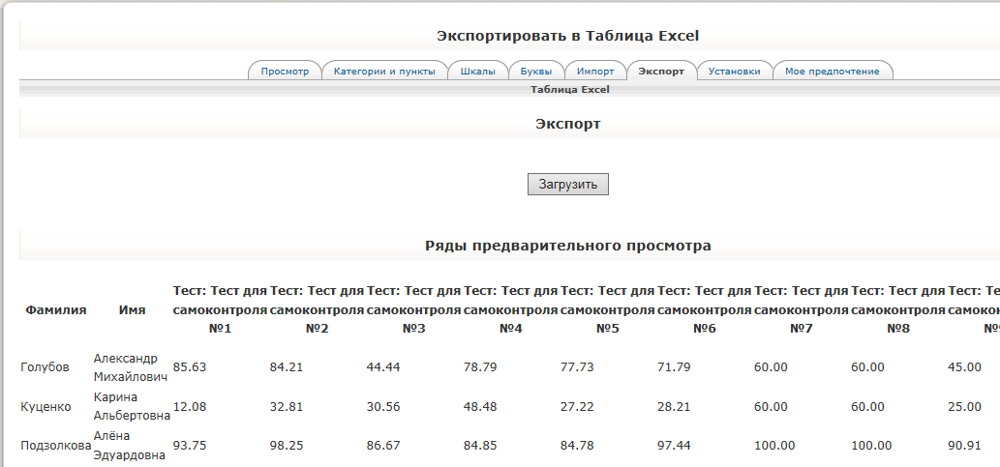 Экспортировать в Таблица Excel
Просмотр Категории и пункты Шкалы Буквы Импорт Экспорт Установки Мое предпочтение
Таблица Excel
Экспорт
Загрузить
Ряды предварительного просмотра
Тест: Тест для Тест: Тест для Тест: Тест для Тест: Тест для Тест: Тест для Тест: Тест для Тест: Тест для Тест: Тест для Тест: Те
Фамилия Имя самоконтроля самоконтроля самоконтроля самоконтроля самоконтроля самоконтроля самоконтроля самоконтроля самокон
№1 №2 №3 №4 №5 №6 №7 №8 №
Александр
Голубов 85.63 84.21 44.44 78.79 77.73 71.79 60.00 60.00 45.00
Михайлович
Карина
Куценко 12.08 32.81 30.56 48.48 27.22 28.21 60.00 60.00 25.00
Альбертовна
Алёна
Подзолкова 93.75 98.25 86.67 84.85 84.78 97.44 100.00 100.00 90.91
Эдуардовна